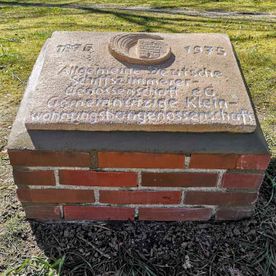 1875 1975
Allgemeine Deutsche
Schiffszimmerer-
Genossenschaft eG
Gemeinnützige Klein-
wohnungsbaugenossenschaft